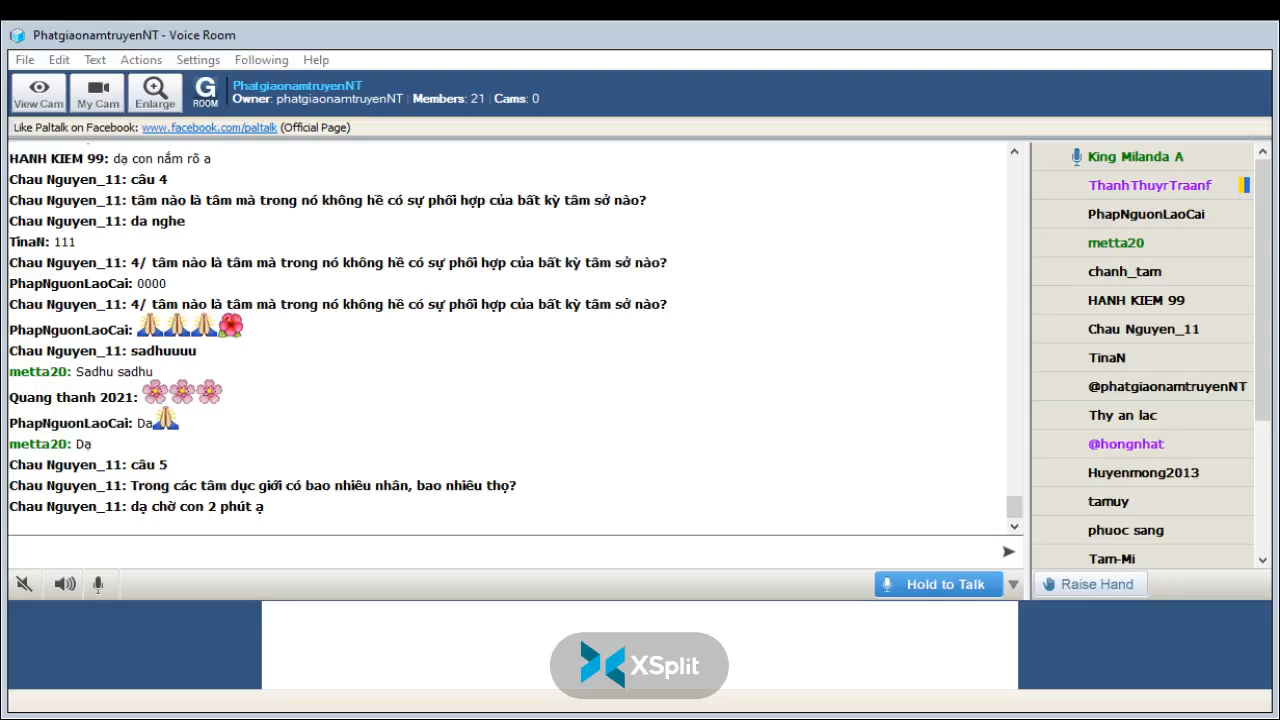 PhatgiaonamtruyenNT - Voice Room
File Edit Text Actions Settings Following Help
View Cam
My Cam
Enlarge
G
ROOM
PhatgiaonamtruyenNT
Owner: phatgiaonamtruyenNT | Members: 21 | Cams: 0
Like Paltalk on Facebook: www.facebook.com/paltalk (Official Page)
HANH KIEM 99: dạ con nắm rõ a
Chau Nguyen_11: câu 4
Chau Nguyen_11: tâm nào là tâm mà trong nó không hề có sự phối hợp của bất kỳ tâm sở nào?
Chau Nguyen_11: da nghe
TinaN: 111
Chau Nguyen_11: 4/ tâm nào là tâm mà trong nó không hề có sự phối hợp của bất kỳ tâm sở nào?
PhapNguonLaoCai: 0000
Chau Nguyen_11: 4/ tâm nào là tâm mà trong nó không hề có sự phối hợp của bất kỳ tâm sở nào?
PhapNguonLaoCai: 🙏🙏🙏🌺
Chau Nguyen_11: sadhuuuu
metta20: Sadhu sadhu
Quang thanh 2021: 🌸🌸🌸
PhapNguonLaoCai: Da🙏
metta20: Dạ
Chau Nguyen_11: câu 5
Chau Nguyen_11: Trong các tâm dục giới có bao nhiêu nhân, bao nhiêu thọ?
Chau Nguyen_11: dạ chờ con 2 phút ạ
Hold to Talk
King Milanda A
ThanhThuyrTraanf
PhapNguonLaoCai
metta20
chanh_tam
HANH KIEM 99
Chau Nguyen_11
TinaN
@phatgiaonamtruyenNT
Thy an lac
@hongnhat
Huyenmong2013
tamuy
phuoc sang
Tam-Mi
Raise Hand
XSplit